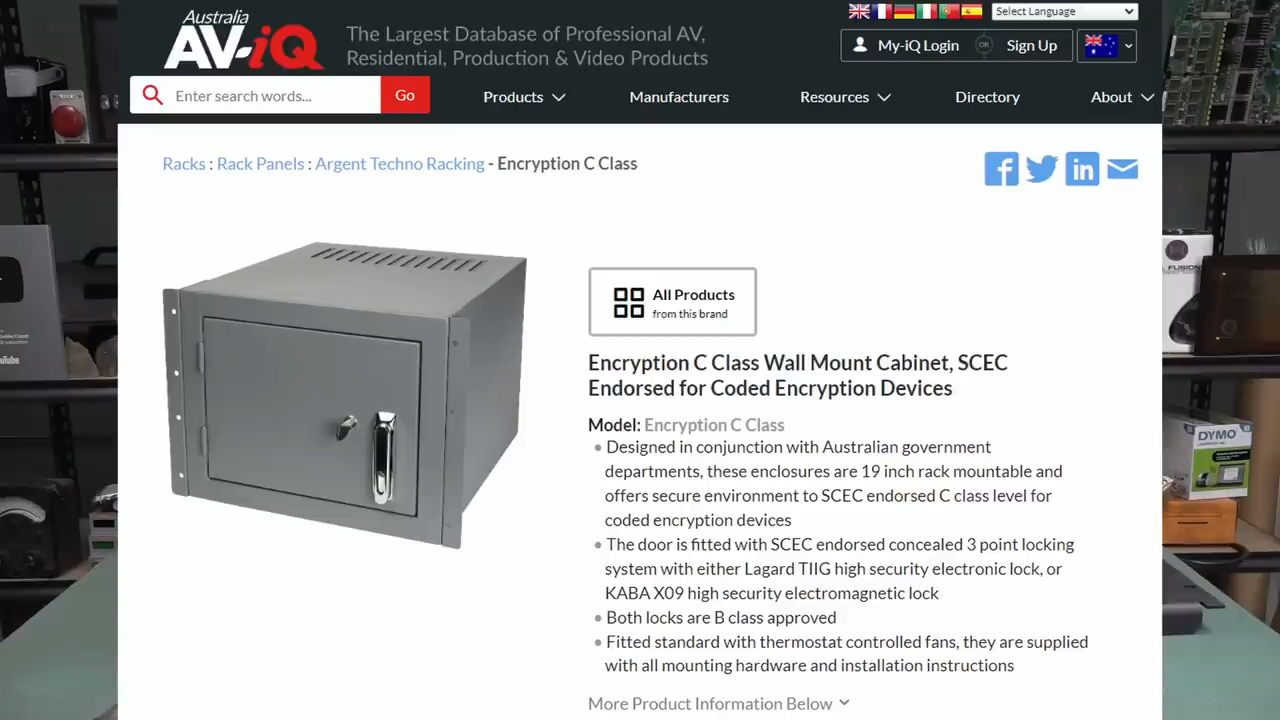 Australia
AV-iQ
The Largest Database of Professional AV,
Residential, Production & Video Products
Select Language
My-iQ Login
OR
Sign Up
Enter search words...
Go
Products
Manufacturers
Resources
Directory
About
Racks : Rack Panels : Argent Techno Racking - Encryption C Class
All Products
from this brand
Encryption C Class Wall Mount Cabinet, SCEC
Endorsed for Coded Encryption Devices
Model: Encryption C Class
• Designed in conjunction with Australian government
departments, these enclosures are 19 inch rack mountable and
offers secure environment to SCEC endorsed C class level for
coded encryption devices
• The door is fitted with SCEC endorsed concealed 3 point locking
system with either Lagard TIIG high security electronic lock, or
KABA X09 high security electromagnetic lock
• Both locks are B class approved
• Fitted standard with thermostat controlled fans, they are supplied
with all mounting hardware and installation instructions
More Product Information Below
FUSION
DYMO